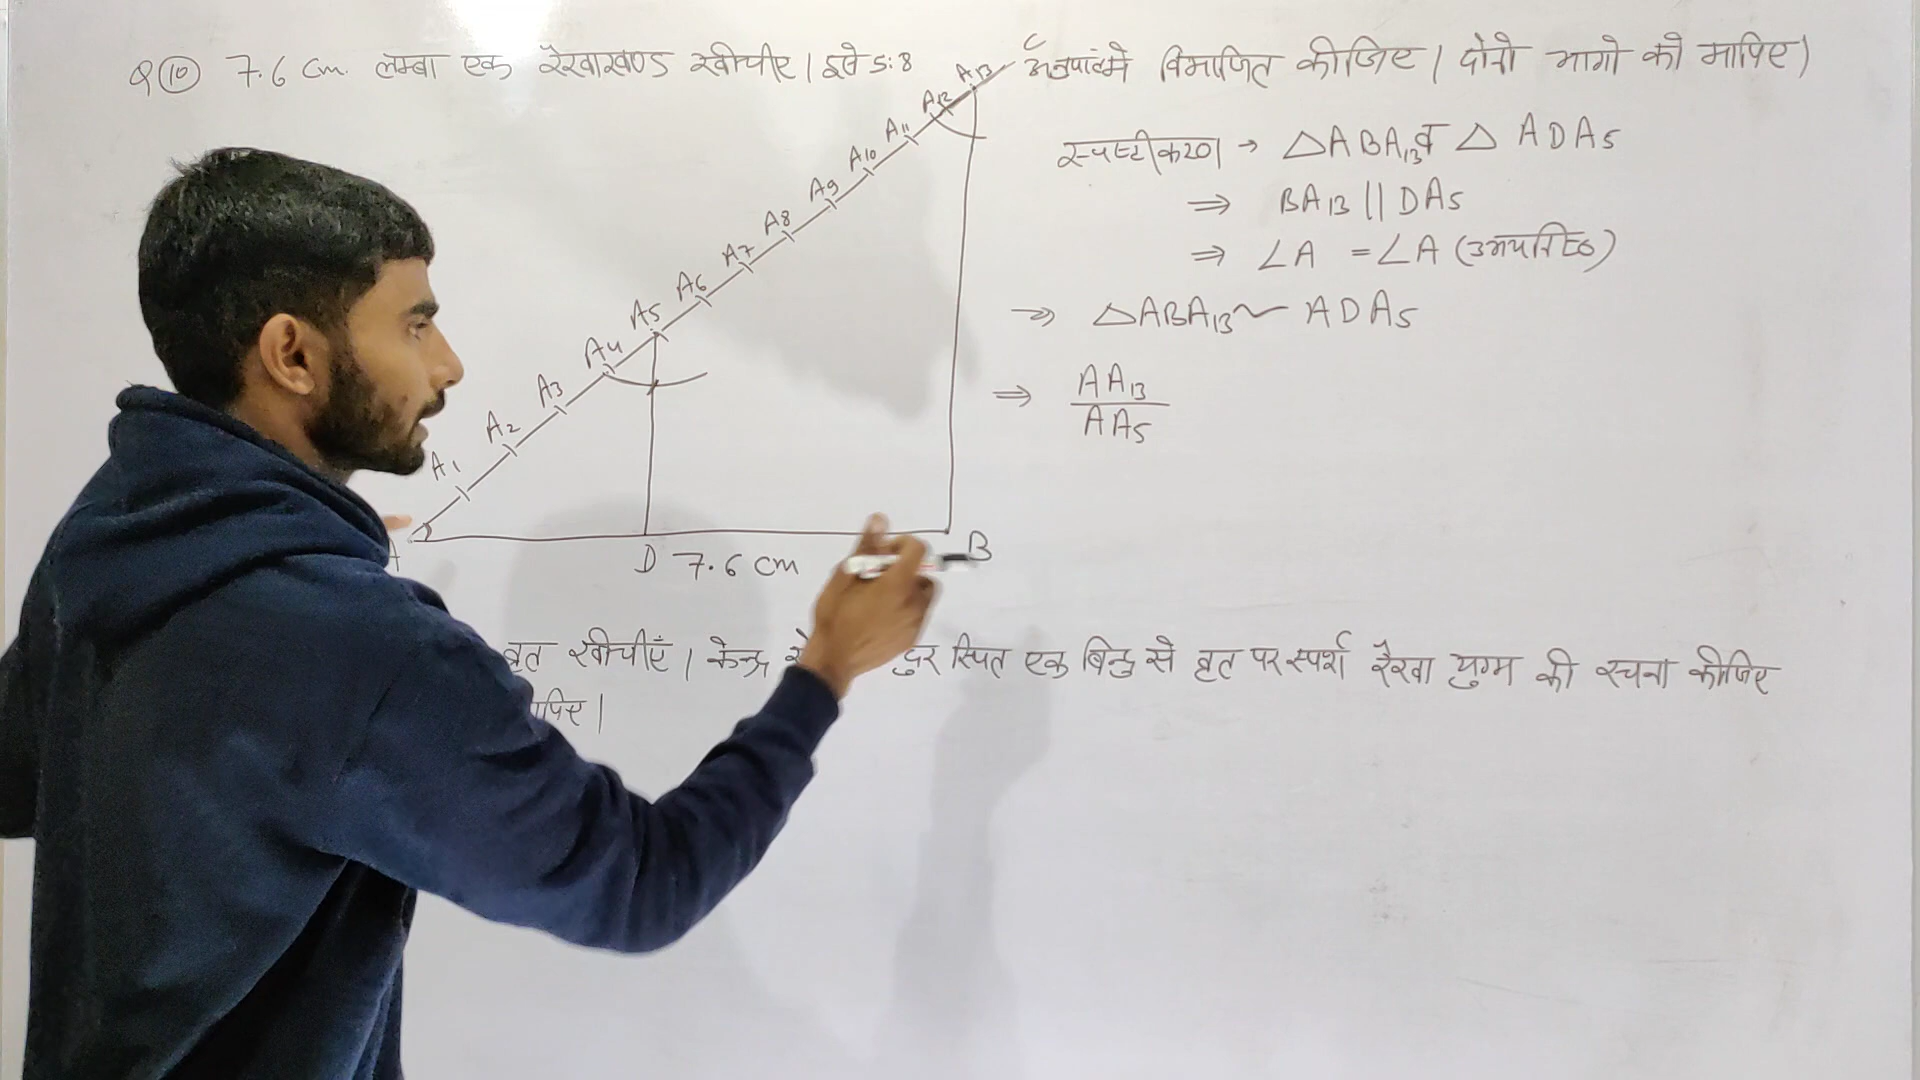 Q (10) 7.6 cm. लम्बा एक रेखाखण्ड खीचीए। इसे 5:8 अनुपात मे विभाजित कीजिए। दोनो भागो को मापिए।
C
A13
A12
A11
A10
A9
A8
A7
A6
A5
A4
A3
A2
A1
A
D 7.6 cm
B
स्पष्टीकरण → △ABA13 व △ ADA5
⇒ BA13 || DA5
⇒ ∠A = ∠A (उभयनिष्ठ)
⇒ △ABA13 ~ ADA5
⇒ AA13
AA5
वृत खीचीएँ। केन्द्र से दुर स्थित एक बिन्दु से वृत पर स्पर्श रेखा युग्म की रचना कीजिए